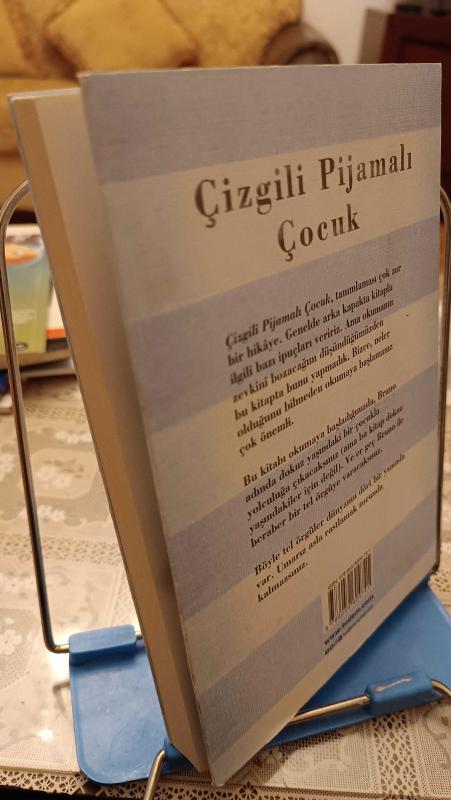 Çizgili Pijamalı
Çocuk
Çizgili Pijamalı Çocuk, tanımlaması çok zor
bir hikâye. Genelde arka kapakta kitapla
ilgili bazı ipuçları veririz. Ama okumanın
zevkini bozacağını düşündüğümüzden
bu kitapta bunu yapmadık. Bizce, neler
olduğunu bilmeden okumaya başlamanız
çok önemli.
Bu kitabı okumaya başladığınızda, Bruno
adında dokuz yaşındaki bir çocukla
yolculuğa çıkacaksınız (ama bu kitap dokuz
yaşındakiler için değil). Ve er geç Bruno ile
beraber bir tel örgüye varacaksınız.
Böyle tel örgüler dünyanın dört bir yanında
var. Umarız asla rastlamak zorunda
kalmazsınız.
www.tudem.com